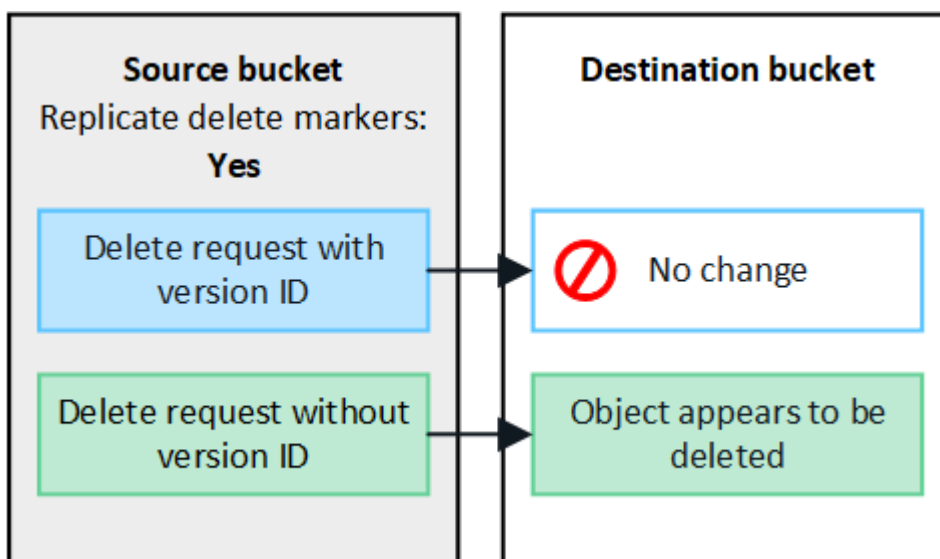 Source bucket
Replicate delete markers:
Yes
Delete request with
version ID
Delete request without
version ID
Destination bucket
No change
Object appears to be
deleted